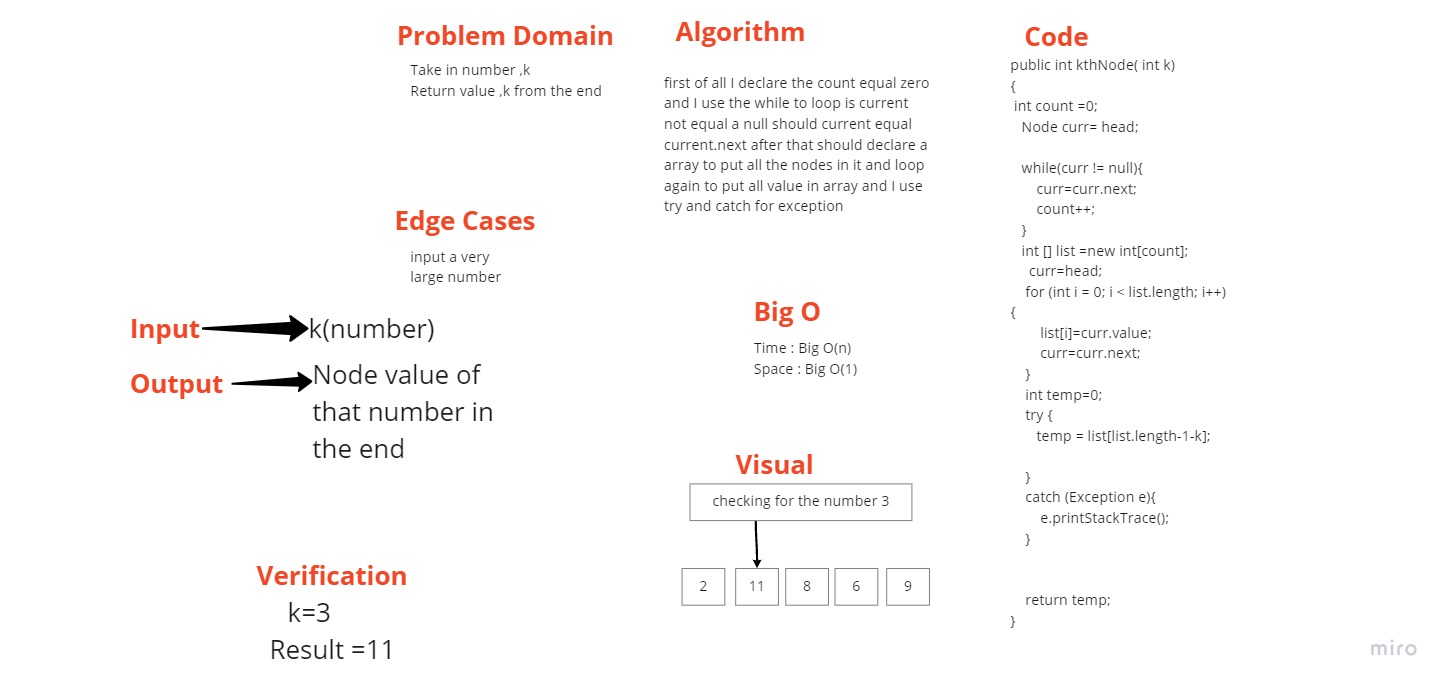 Problem Domain
Take in number ,k
Return value ,k from the end
Edge Cases
input a very
large number
Input
k(number)
Output
Node value of
that number in
the end
Verification
k=3
Result =11
Algorithm
first of all I declare the count equal zero
and I use the while to loop is current
not equal a null should current equal
current.next after that should declare a
array to put all the nodes in it and loop
again to put all value in array and I use
try and catch for exception
Big O
Time : Big O(n)
Space : Big O(1)
Visual
checking for the number 3
2 11 8 6 9
Code
public int kthNode( int k)
{
int count =0;
Node curr= head;
while(curr != null){
curr=curr.next;
count++;
}
int [] list =new int[count];
curr=head;
for (int i = 0; i < list.length; i++)
{
list[i]=curr.value;
curr=curr.next;
}
int temp=0;
try {
temp = list[list.length-1-k];
}
catch (Exception e){
e.printStackTrace();
}
return temp;
}
miro